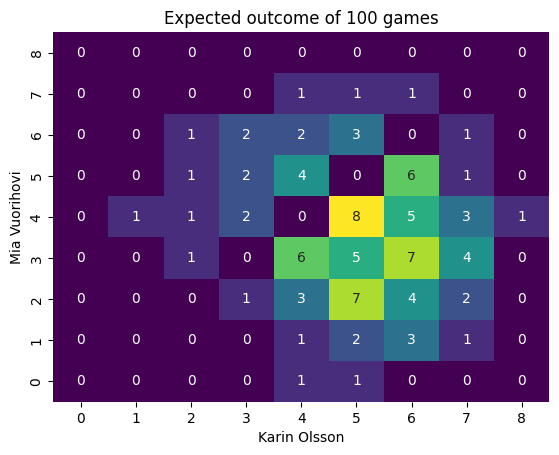 Expected outcome of 100 games
8 0 0 0 0 0 0 0 0 0
7 0 0 0 0 1 1 1 0 0
6 0 0 1 2 2 3 0 1 0
5 0 0 1 2 4 0 6 1 0
4 0 1 1 2 0 8 5 3 1
3 0 0 1 0 6 5 7 4 0
2 0 0 0 1 3 7 4 2 0
1 0 0 0 0 1 2 3 1 0
0 0 0 0 0 1 1 0 0 0
0 1 2 3 4 5 6 7 8
Mia Vuorihovi
Karin Olsson